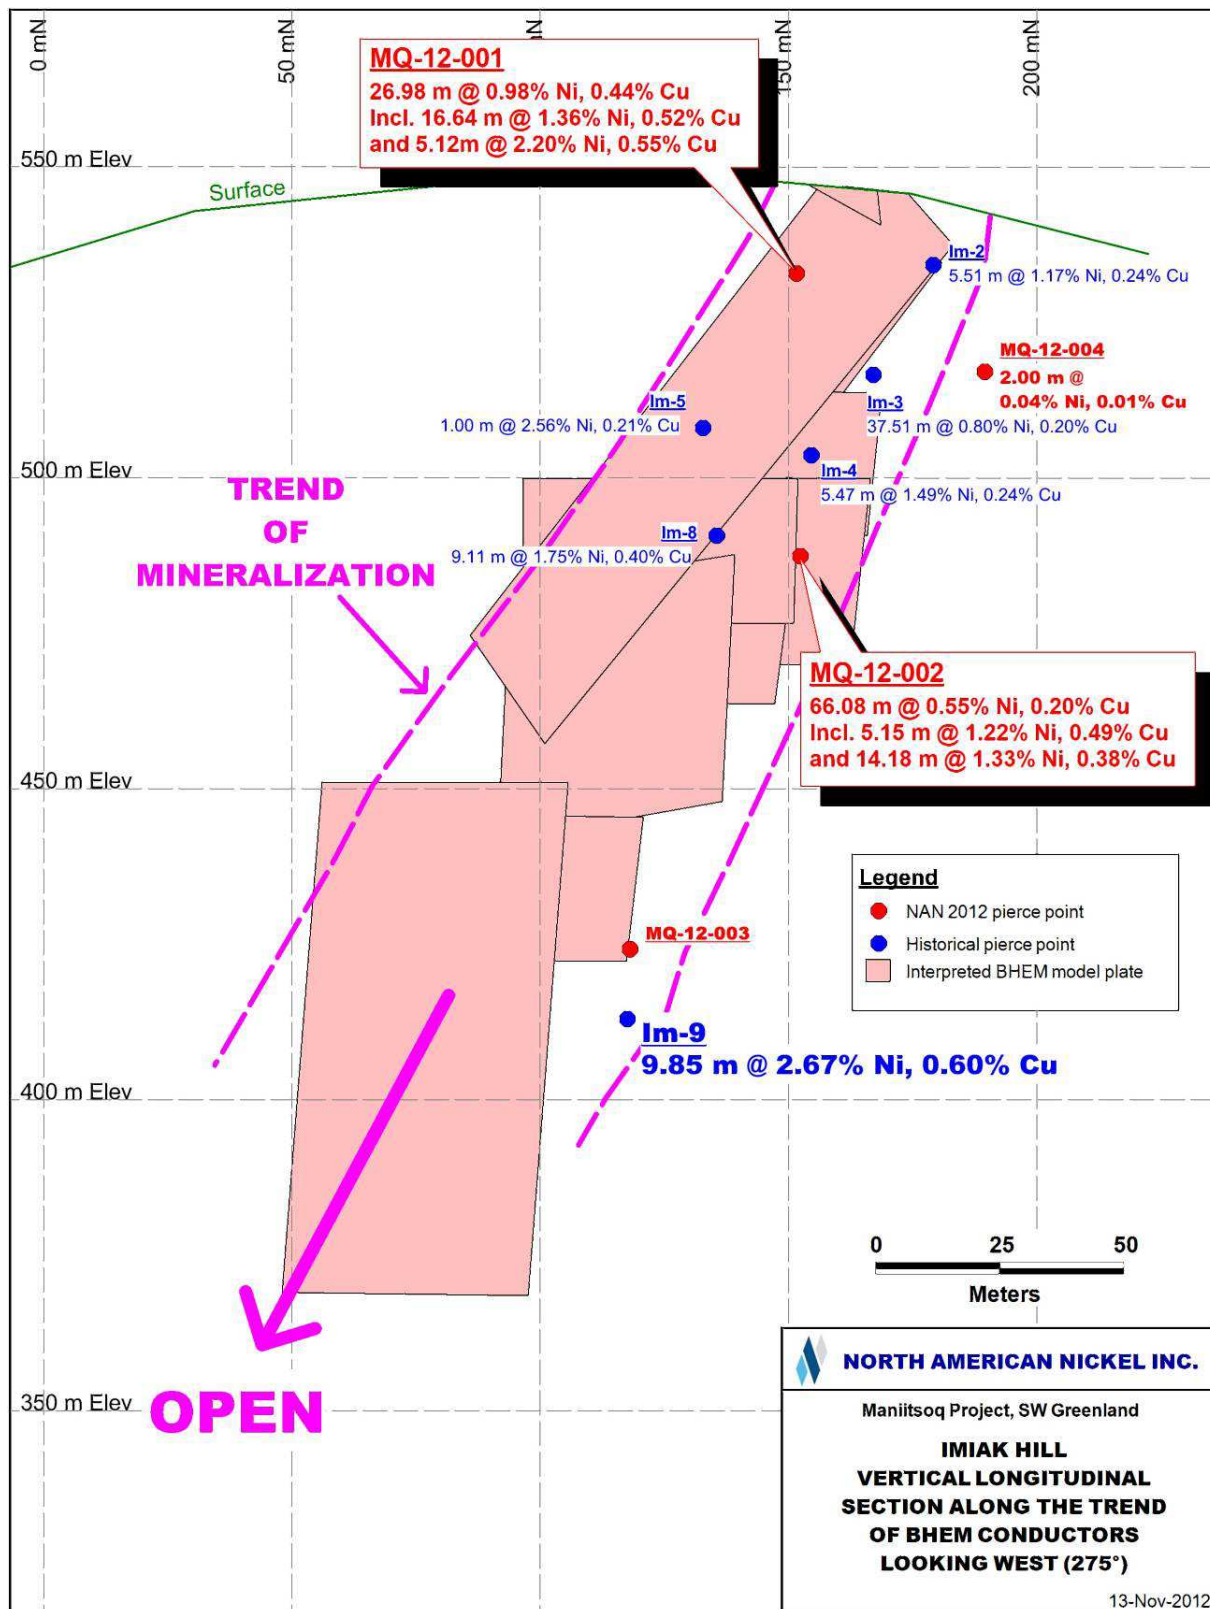 0 mN
50 mN
mN
150 mN
200 mN
MQ-12-001
26.98 m @ 0.98% Ni, 0.44% Cu
Incl. 16.64 m @ 1.36% Ni, 0.52% Cu
and 5.12m @ 2.20% Ni, 0.55% Cu
550 m Elev
Surface
Im-2
5.51 m @ 1.17% Ni, 0.24% Cu
MQ-12-004
2.00 m @
0.04% Ni, 0.01% Cu
Im-5
1.00 m @ 2.56% Ni, 0.21% Cu
Im-3
37.51 m @ 0.80% Ni, 0.20% Cu
500 m Elev
Im-4
5.47 m @ 1.49% Ni, 0.24% Cu
TREND
OF
MINERALIZATION
Im-8
9.11 m @ 1.75% Ni, 0.40% Cu
MQ-12-002
66.08 m @ 0.55% Ni, 0.20% Cu
Incl. 5.15 m @ 1.22% Ni, 0.49% Cu
and 14.18 m @ 1.33% Ni, 0.38% Cu
450 m Elev
Legend
NAN 2012 pierce point
Historical pierce point
Interpreted BHEM model plate
MQ-12-003
Im-9
9.85 m @ 2.67% Ni, 0.60% Cu
400 m Elev
0 25 50
Meters
350 m Elev
OPEN
NORTH AMERICAN NICKEL INC.
Maniitsoq Project, SW Greenland
IMIAK HILL
VERTICAL LONGITUDINAL
SECTION ALONG THE TREND
OF BHEM CONDUCTORS
LOOKING WEST (275°)
13-Nov-2012